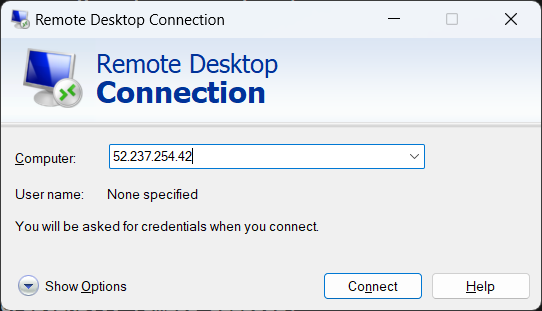 Remote Desktop Connection
Remote Desktop
Connection
Computer:
52.237.254.42
User name:
None specified
You will be asked for credentials when you connect.
Show Options
Connect
Help